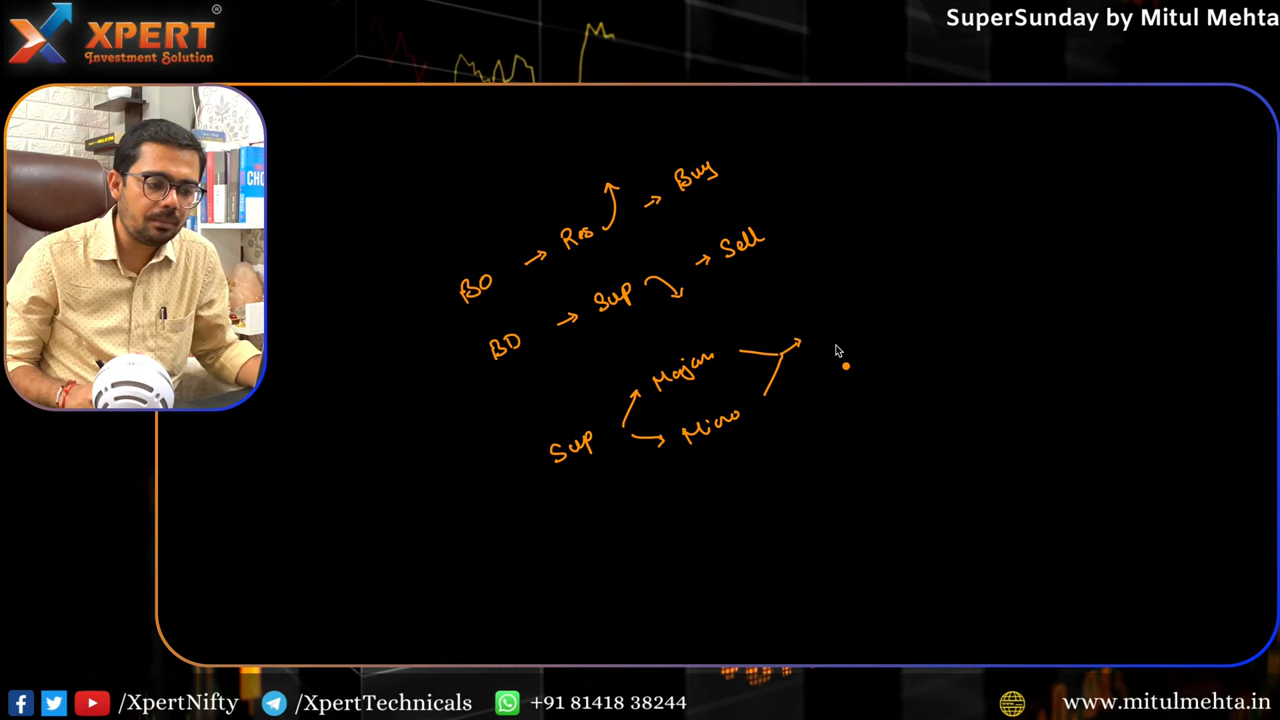 XPERT
Investment Solution
®
SuperSunday by Mitul Mehta
BO → Res → Buy
BD → Sup → Sell
Sup → Major
→ Micro
/XpertNifty
/XpertTechnicals
+91 81418 38244
www.mitulmehta.in